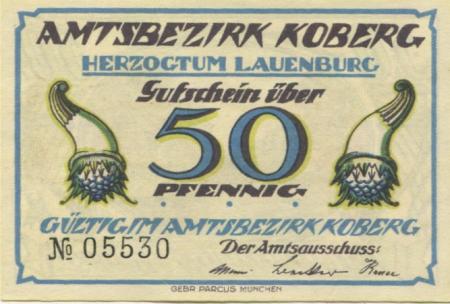 AMTSBEZIRK KOBERG
HERZOGTUM LAUENBURG
Gutschein über
50
PFENNIG
GÜLTIG IM AMTSBEZIRK KOBERG
№ 05530 Der Amtsausschuss:
GEBR PARCUS MÜNCHEN